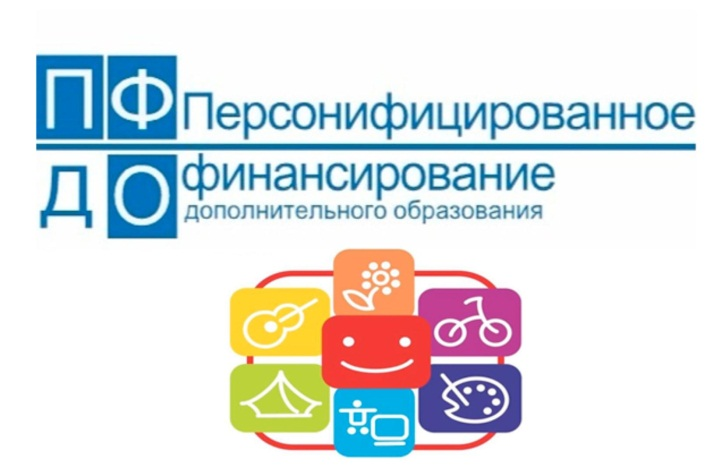 ПФ Персонифицированное
ДО финансирование
дополнительного образования